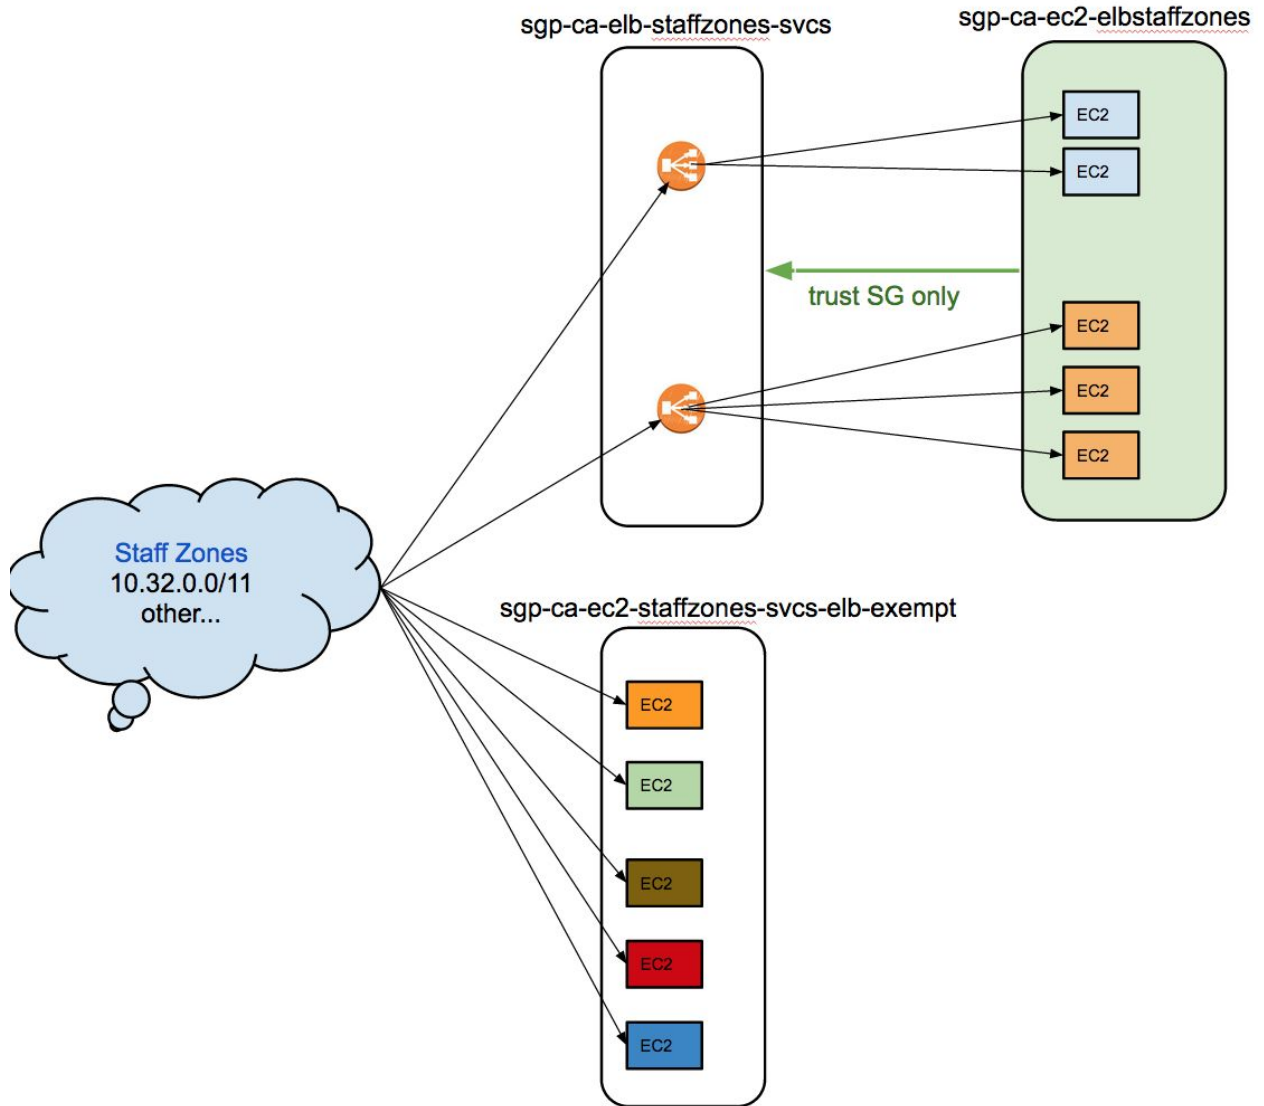 sgp-ca-elb-staffzones-svcs
sgp-ca-ec2-elbstaffzones
EC2
EC2
trust SG only
EC2
EC2
EC2
Staff Zones
10.32.0.0/11
other...
sgp-ca-ec2-staffzones-svcs-elb-exempt
EC2
EC2
EC2
EC2
EC2